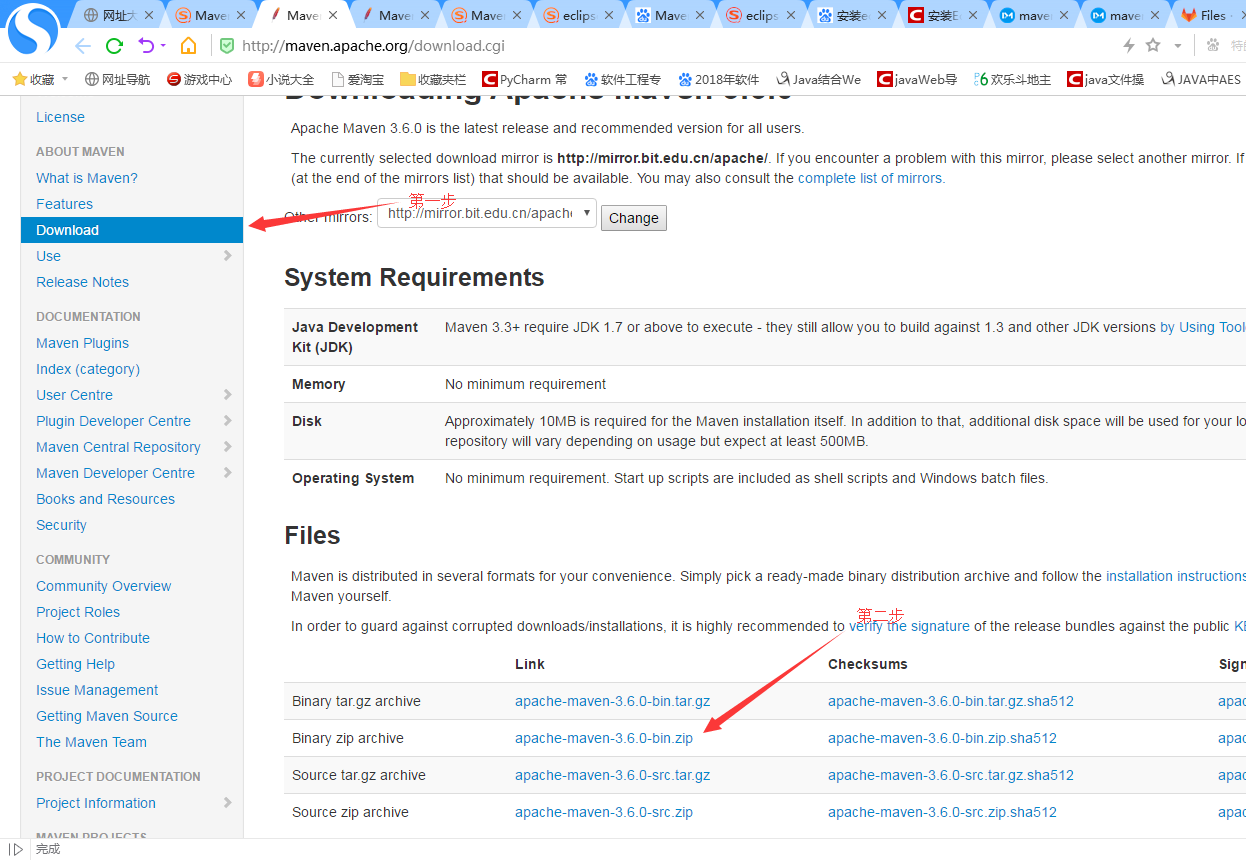 网址大 Maven Maven Maven Maven eclips Maven eclips 安装e 安装E maven maven Files
http://maven.apache.org/download.cgi
收藏 网址导航 游戏中心 小说大全 爱淘宝 收藏夹栏 PyCharm 常 软件工程专 2018年软件 Java结合We javaWeb导 欢乐斗地主 java文件操 JAVA中AES
License
ABOUT MAVEN
What is Maven?
Features
Download
Use
Release Notes
DOCUMENTATION
Maven Plugins
Index (category)
User Centre
Plugin Developer Centre
Maven Central Repository
Maven Developer Centre
Books and Resources
Security
COMMUNITY
Community Overview
Project Roles
How to Contribute
Getting Help
Issue Management
Getting Maven Source
The Maven Team
PROJECT DOCUMENTATION
Project Information
MAVEN PROJECTS
Downloading Apache Maven 3.6.0
Apache Maven 3.6.0 is the latest release and recommended version for all users.
The currently selected download mirror is http://mirror.bit.edu.cn/apache/. If you encounter a problem with this mirror, please select another mirror. If
(at the end of the mirrors list) that should be available. You may also consult the complete list of mirrors.
第一步
Other mirrors: http://mirror.bit.edu.cn/apache Change
System Requirements
Java Development Maven 3.3+ require JDK 1.7 or above to execute - they still allow you to build against 1.3 and other JDK versions by Using Tool
Kit (JDK)
Memory No minimum requirement
Disk Approximately 10MB is required for the Maven installation itself. In addition to that, additional disk space will be used for your lo
repository will vary depending on usage but expect at least 500MB.
Operating System No minimum requirement. Start up scripts are included as shell scripts and Windows batch files.
Files
Maven is distributed in several formats for your convenience. Simply pick a ready-made binary distribution archive and follow the installation instructions
Maven yourself.
第二步
In order to guard against corrupted downloads/installations, it is highly recommended to verify the signature of the release bundles against the public KE
Link Checksums Sign
Binary tar.gz archive apache-maven-3.6.0-bin.tar.gz apache-maven-3.6.0-bin.tar.gz.sha512 apac
Binary zip archive apache-maven-3.6.0-bin.zip apache-maven-3.6.0-bin.zip.sha512 apac
Source tar.gz archive apache-maven-3.6.0-src.tar.gz apache-maven-3.6.0-src.tar.gz.sha512 apac
Source zip archive apache-maven-3.6.0-src.zip apache-maven-3.6.0-src.zip.sha512 apac
完成